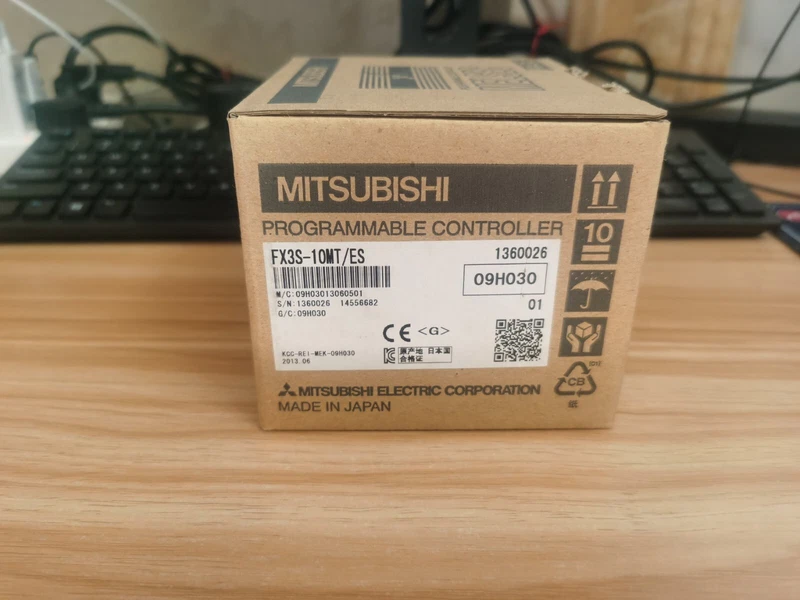 MITSUBISHI
PROGRAMMABLE CONTROLLER
10
FX3S-10MT/ES
1360026
09H030
M/C:09H03013060501
S/N:1360026 14556682
01
G/C:09H030
CE <G>
KCC-REI-MEK-09H030
2013.06
原产地 日本国
合格证
MITSUBISHI ELECTRIC CORPORATION
MADE IN JAPAN
CB
紙